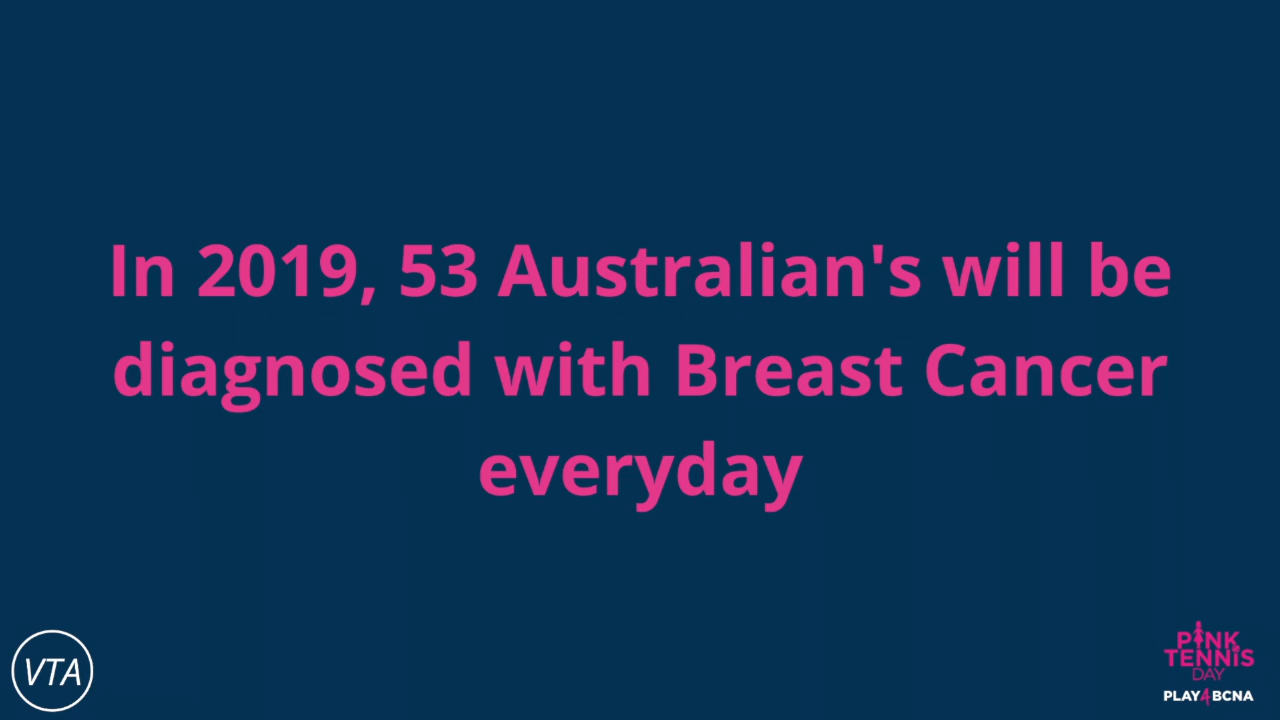 In 2019, 53 Australian's will be
diagnosed with Breast Cancer
everyday
VTA
PINK
TENNIS
DAY
PLAY4BCNA